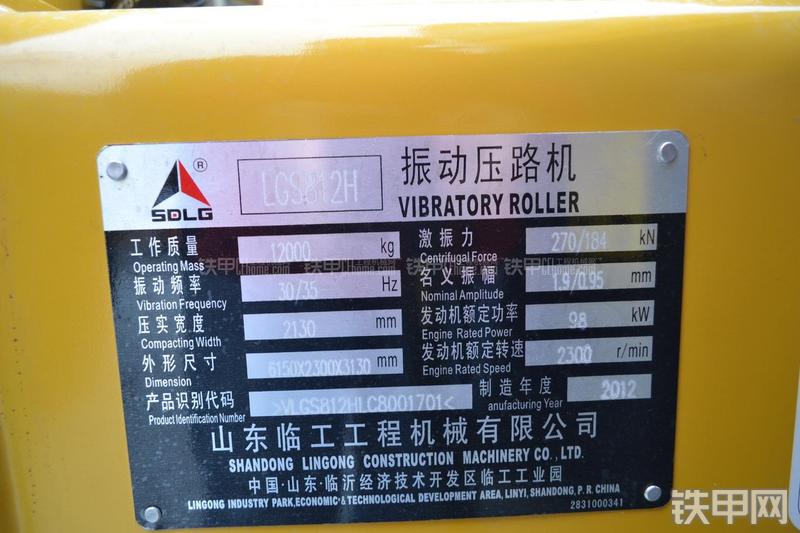 ® LGS812H 振动压路机
SDLG VIBRATORY ROLLER
工作质量 12000 kg 激振力 270/184 kN
Operating Mass Centrifugal Force
振动频率 30/35 Hz 名义振幅 1.9/0.95 mm
Vibration Frequency Nominal Amplitude
压实宽度 2130 mm 发动机额定功率 98 kW
Compacting Width Engine Rated Power
外形尺寸 6150X2300X3130 mm 发动机额定转速 2300 r/min
Dimension Engine Rated Speed
产品识别代码 >VLGS812HLC8001701< 制造年度 2012
Product Identification Number anufacturing Year
山东临工工程机械有限公司
SHANDONG LINGONG CONSTRUCTION MACHINERY CO., LTD.
中国·山东·临沂经济技术开发区临工工业园
LINGONG INDUSTRY PARK,ECONOMIC & TECHNOLOGICAL DEVELOPMENT AREA, LINYI, SHANDONG, P. R. CHINA
2831000341
铁甲网